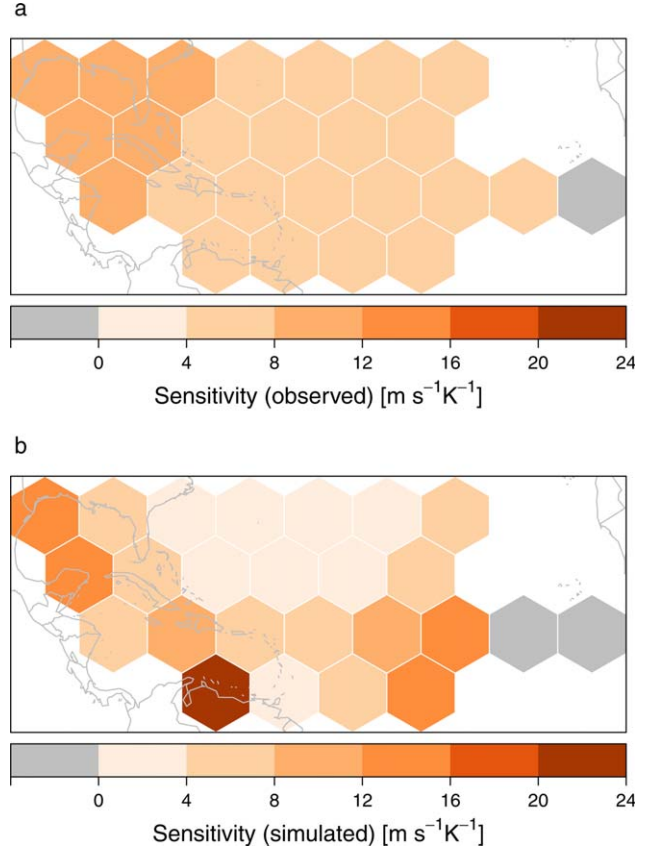 a
0 4 8 12 16 20 24
Sensitivity (observed) [m s⁻¹K⁻¹]
b
0 4 8 12 16 20 24
Sensitivity (simulated) [m s⁻¹K⁻¹]